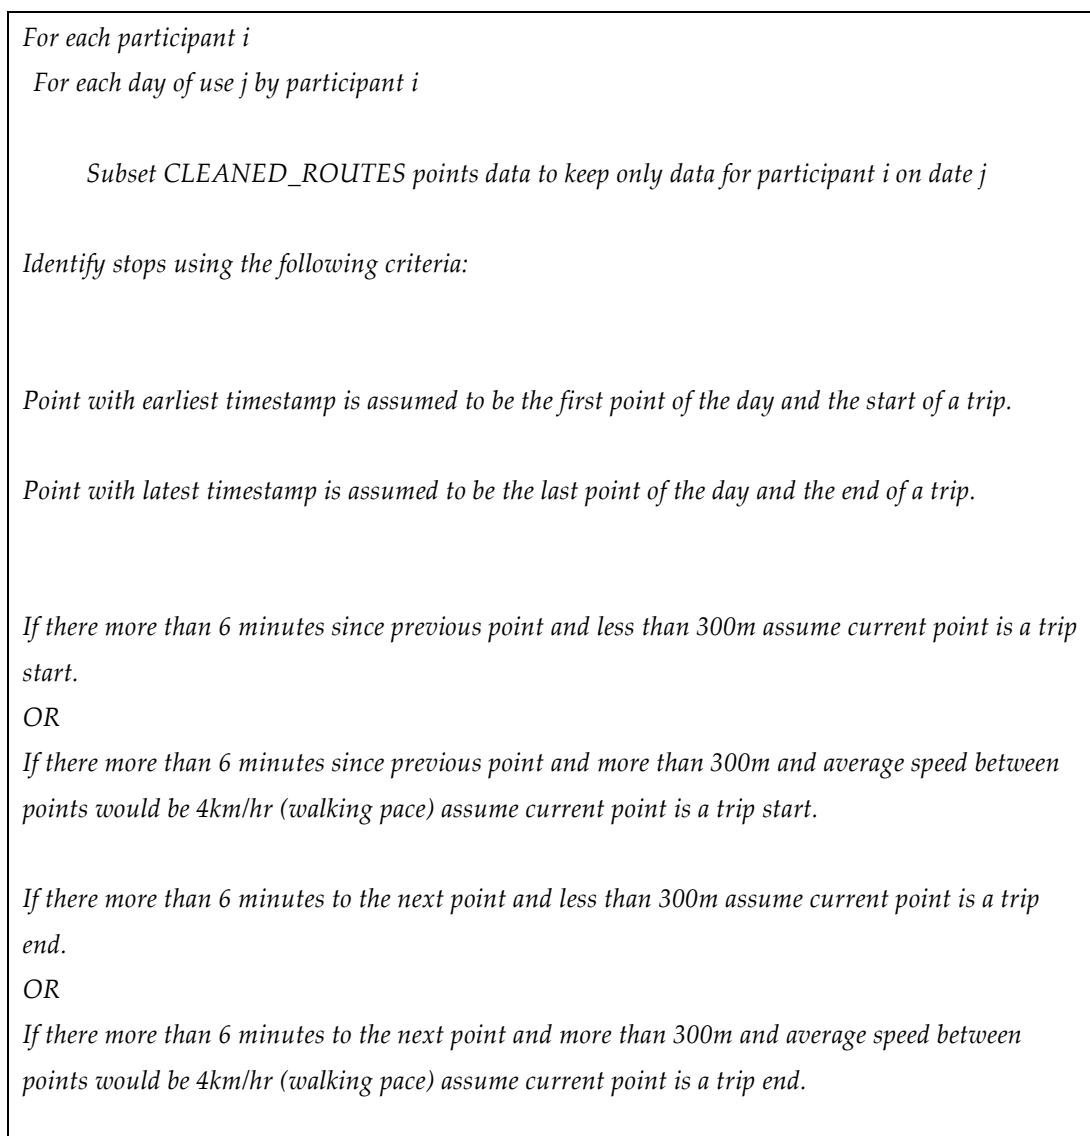 For each participant i
For each day of use j by participant i
Subset CLEANED_ROUTES points data to keep only data for participant i on date j
Identify stops using the following criteria:
Point with earliest timestamp is assumed to be the first point of the day and the start of a trip.
Point with latest timestamp is assumed to be the last point of the day and the end of a trip.
If there more than 6 minutes since previous point and less than 300m assume current point is a trip
start.
OR
If there more than 6 minutes since previous point and more than 300m and average speed between
points would be 4km/hr (walking pace) assume current point is a trip start.
If there more than 6 minutes to the next point and less than 300m assume current point is a trip
end.
OR
If there more than 6 minutes to the next point and more than 300m and average speed between
points would be 4km/hr (walking pace) assume current point is a trip end.